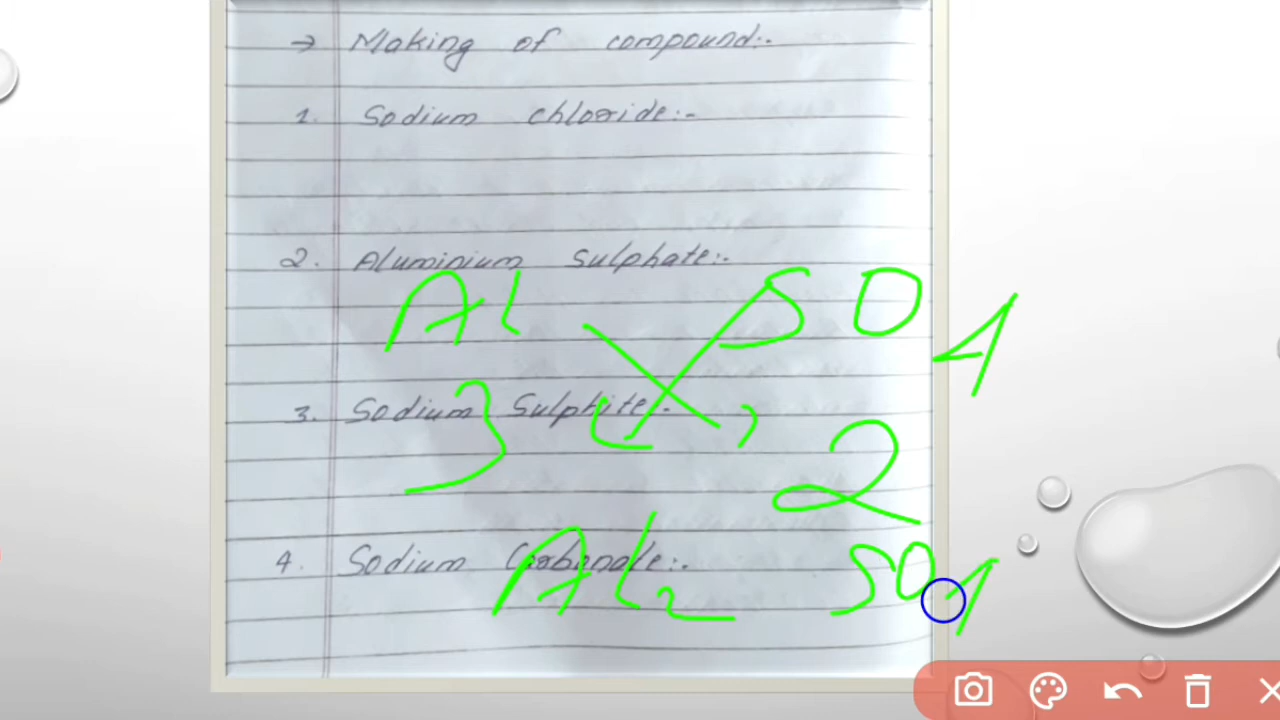 → Making of compound:-
1. Sodium chloride:-
2. Aluminium Sulphate:-
Al SO4
3. Sodium Sulphite:-
3 2
4. Sodium Carbonate:-
Al2 SO4